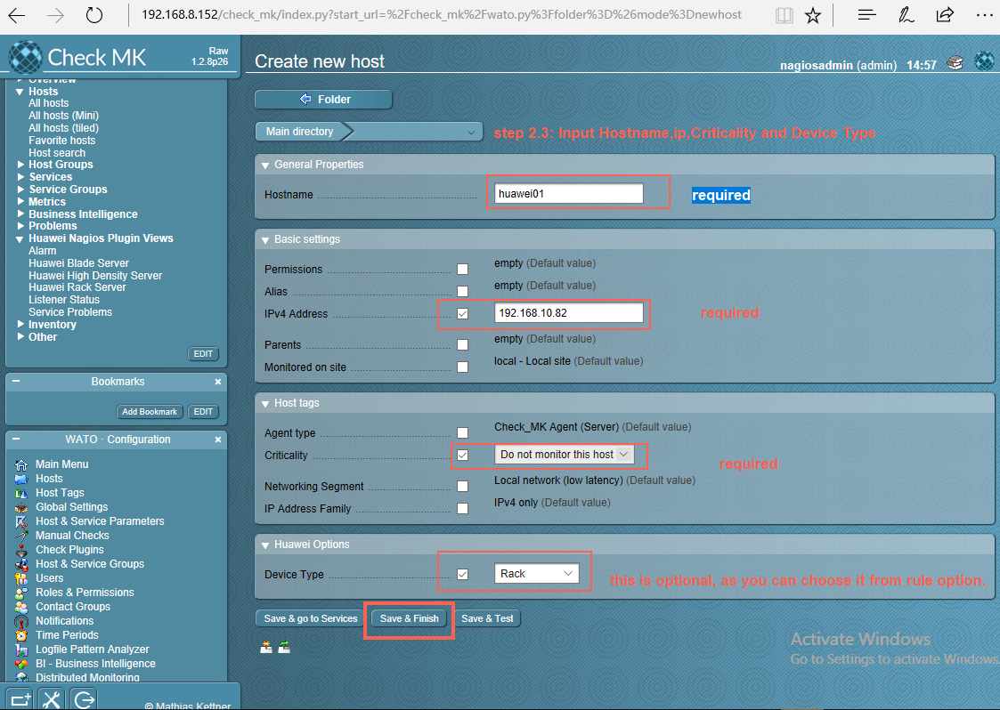 192.168.8.152/check_mk/index.py?start_url=%2Fcheck_mk%2Fwato.py%3Ffolder%3D%26mode%3Dnewhost
Check MK
Raw
1.2.8p26
Create new host
nagiosadmin (admin) 14:57
Overview
Hosts
All hosts
All hosts (Mini)
All hosts (tiled)
Favorite hosts
Host search
Host Groups
Services
Service Groups
Metrics
Business Intelligence
Problems
Huawei Nagios Plugin Views
Alarm
Huawei Blade Server
Huawei High Density Server
Huawei Rack Server
Listener Status
Service Problems
Inventory
Other
EDIT
Bookmarks
Add Bookmark EDIT
WATO · Configuration
Main Menu
Hosts
Host Tags
Global Settings
Host & Service Parameters
Manual Checks
Check Plugins
Host & Service Groups
Users
Roles & Permissions
Contact Groups
Notifications
Time Periods
Logfile Pattern Analyzer
BI - Business Intelligence
Distributed Monitoring
© Mathias Kettner
Folder
Main directory
step 2.3: Input Hostname,ip,Criticality and Device Type
General Properties
Hostname huawei01 required
Basic settings
Permissions empty (Default value)
Alias empty (Default value)
IPv4 Address 192.168.10.82 required
Parents empty (Default value)
Monitored on site local - Local site (Default value)
Host tags
Agent type Check_MK Agent (Server) (Default value)
Criticality Do not monitor this host required
Networking Segment Local network (low latency) (Default value)
IP Address Family IPv4 only (Default value)
Huawei Options
Device Type Rack this is optional, as you can choose it from rule option.
Save & go to Services Save & Finish Save & Test
Activate Windows
Go to Settings to activate Windows.